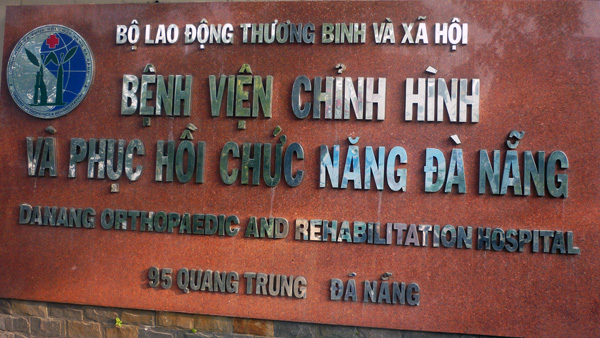 BỘ LAO ĐỘNG THƯƠNG BINH VÀ XÃ HỘI
BỆNH VIỆN CHỈNH HÌNH
VÀ PHỤC HỒI CHỨC NĂNG ĐÀ NẴNG
DANANG ORTHOPAEDIC AND REHABILITATION HOSPITAL
95 QUANG TRUNG ĐÀ NẴNG